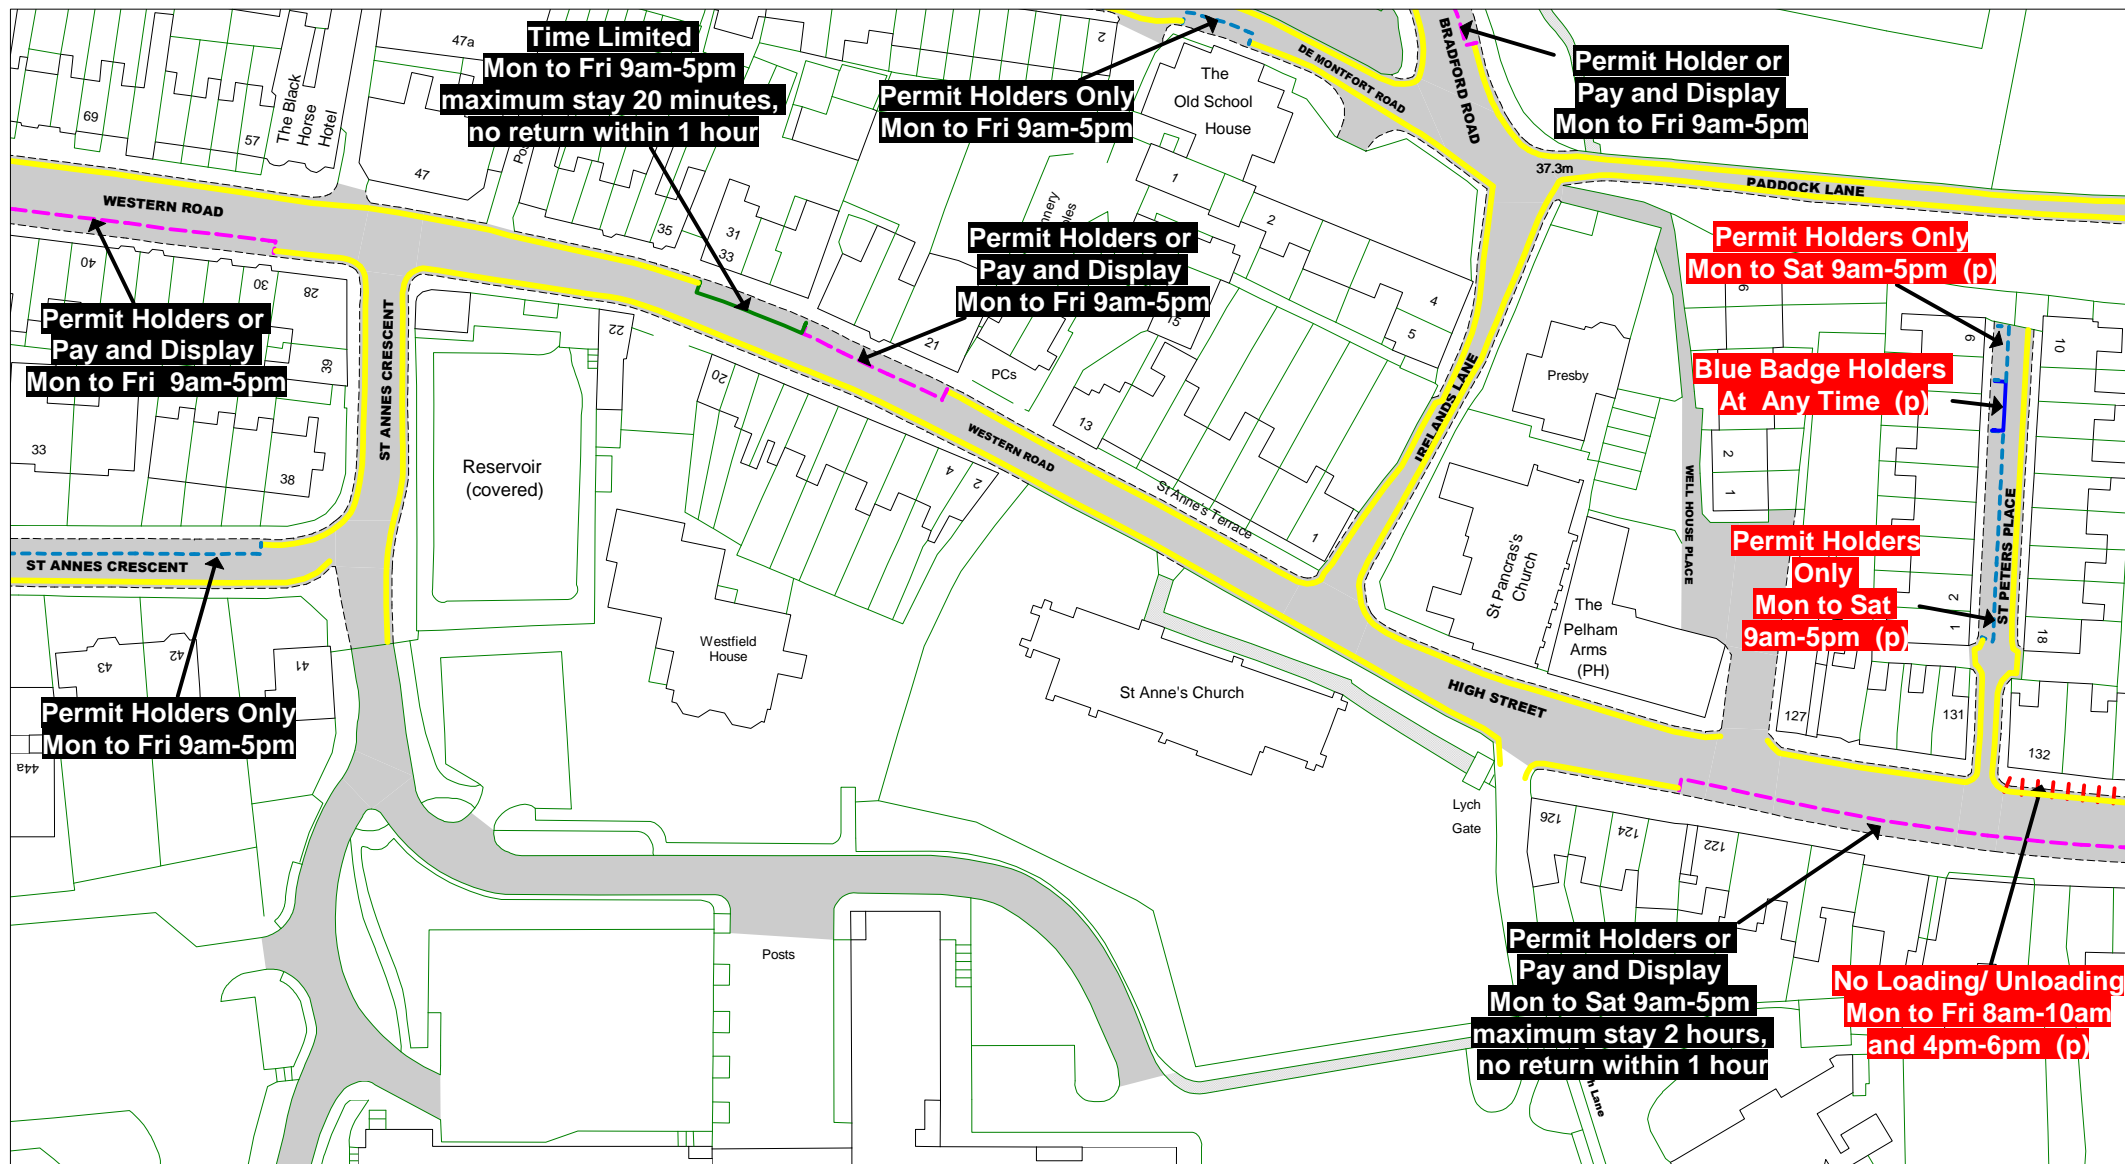 Time Limited
Mon to Fri 9am-5pm
maximum stay 20 minutes,
no return within 1 hour
Permit Holders Only
Mon to Fri 9am-5pm
Permit Holder or
Pay and Display
Mon to Fri 9am-5pm
47a
2
The Black
Horse
Hotel
69
57
47
The
Old School
House
DE MONTFORT ROAD
BRADFORD ROAD
37.3m
PADDOCK LANE
WESTERN ROAD
35
31
33
1
2
4
5
15
21
PCs
13
Permit Holders or
Pay and Display
Mon to Fri 9am-5pm
Permit Holders Only
Mon to Sat 9am-5pm (p)
Blue Badge Holders
At Any Time (p)
40
30
28
39
33
38
Permit Holders or
Pay and Display
Mon to Fri 9am-5pm
ST ANNES CRESCENT
Reservoir
(covered)
22
20
4
2
WESTERN ROAD
St Anne's Terrace
1
IRELANDS LANE
Presby
St Pancras's
Church
The
Pelham
Arms
(PH)
WELL HOUSE PLACE
2
1
6
10
2
1
18
ST PETERS PLACE
Permit Holders
Only
Mon to Sat
9am-5pm (p)
ST ANNES CRESCENT
43
42
41
44a
Permit Holders Only
Mon to Fri 9am-5pm
Westfield
House
St Anne's Church
HIGH STREET
127
131
132
Lych
Gate
126
124
122
Posts
Permit Holders or
Pay and Display
Mon to Sat 9am-5pm
maximum stay 2 hours,
no return within 1 hour
No Loading/ Unloading
Mon to Fri 8am-10am
and 4pm-6pm (p)
Lane